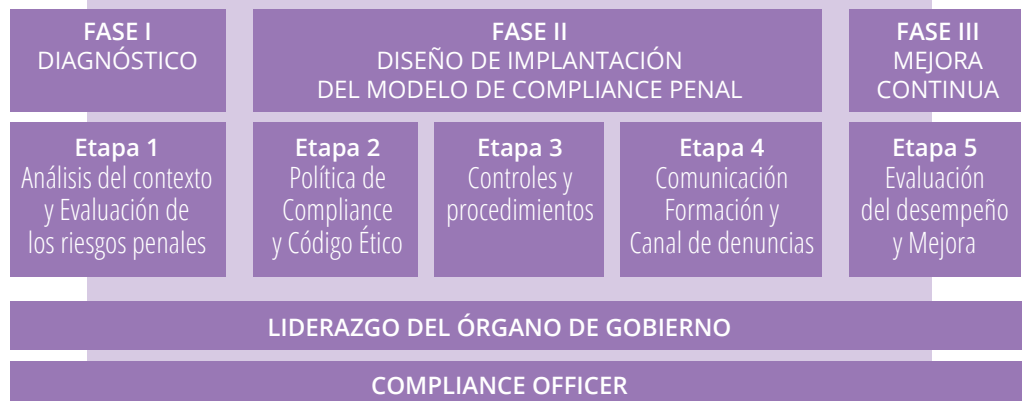 FASE I
DIAGNÓSTICO
FASE II
DISEÑO DE IMPLANTACIÓN
DEL MODELO DE COMPLIANCE PENAL
FASE III
MEJORA
CONTINUA
Etapa 1
Análisis del contexto
y Evaluación de
los riesgos penales
Etapa 2
Política de
Compliance
y Código Ético
Etapa 3
Controles y
procedimientos
Etapa 4
Comunicación
Formación y
Canal de denuncias
Etapa 5
Evaluación
del desempeño
y Mejora
LIDERAZGO DEL ÓRGANO DE GOBIERNO
COMPLIANCE OFFICER